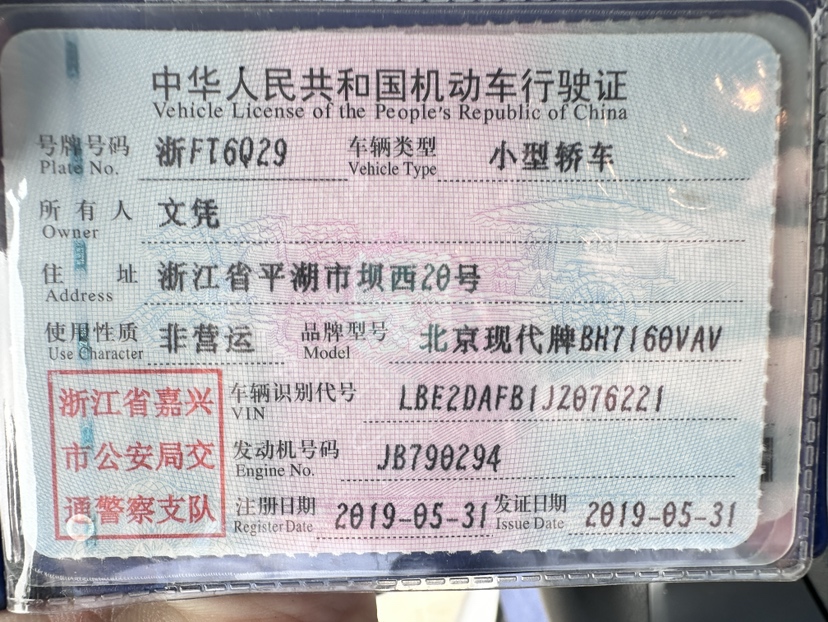 中华人民共和国机动车行驶证
Vehicle License of the People's Republic of China
号牌号码 浙FT6Q29 车辆类型 小型轿车
Plate No. Vehicle Type
所有人 文凭
Owner
住址 浙江省平湖市坝西20号
Address
使用性质 非营运 品牌型号 北京现代牌BH7160VAV
Use Character Model
浙江省嘉兴 车辆识别代号 LBE2DAFB1JZ076221
VIN
市公安局交 发动机号码 JB790294
Engine No.
通警察支队 注册日期 2019-05-31 发证日期 2019-05-31
Register Date Issue Date